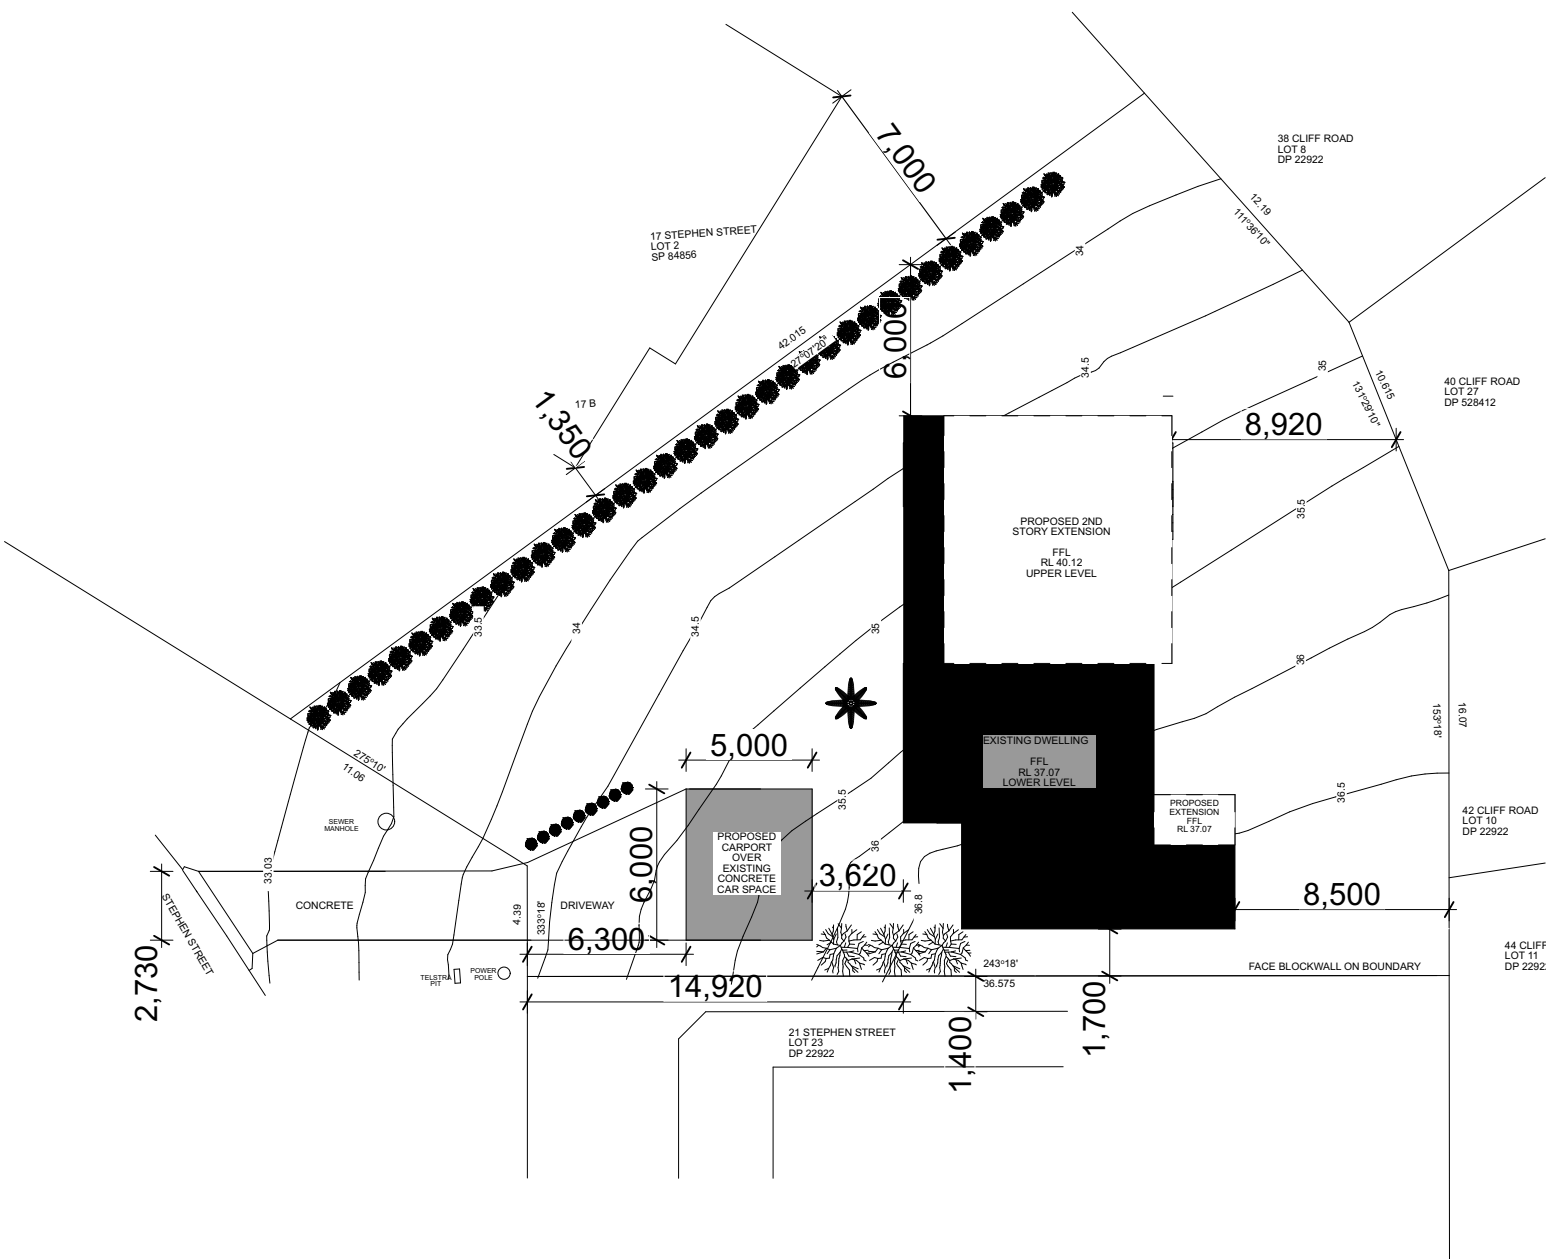 38 CLIFF ROAD
LOT 8
DP 22922
7,000
12.19
111°36'10"
17 STEPHEN STREET
LOT 2
SP 84856
34
42.015
6,000
34.5
35
10.615
131°29'10"
40 CLIFF ROAD
LOT 27
DP 528412
17 B
1,350
8,920
35.5
PROPOSED 2ND
STORY EXTENSION
FFL
RL 40.12
UPPER LEVEL
33.5
34
34.5
35
36
153°18'
16.07
5,000
EXISTING DWELLING
FFL
RL 37.07
LOWER LEVEL
275°10'
11.06
35.5
36.5
PROPOSED
EXTENSION
FFL
RL 37.07
42 CLIFF ROAD
LOT 10
DP 22922
SEWER
MANHOLE
6,000
PROPOSED
CARPORT
OVER
EXISTING
CONCRETE
CAR SPACE
36
33.03
3,620
8,500
STEPHEN STREET
CONCRETE
4.39
333°18'
DRIVEWAY
36.8
2,730
6,300
44 CLIFF
LOT 11
DP 2292
TELSTRA
PIT
POWER
POLE
243°18'
36.575
FACE BLOCKWALL ON BOUNDARY
14,920
1,400
1,700
21 STEPHEN STREET
LOT 23
DP 22922